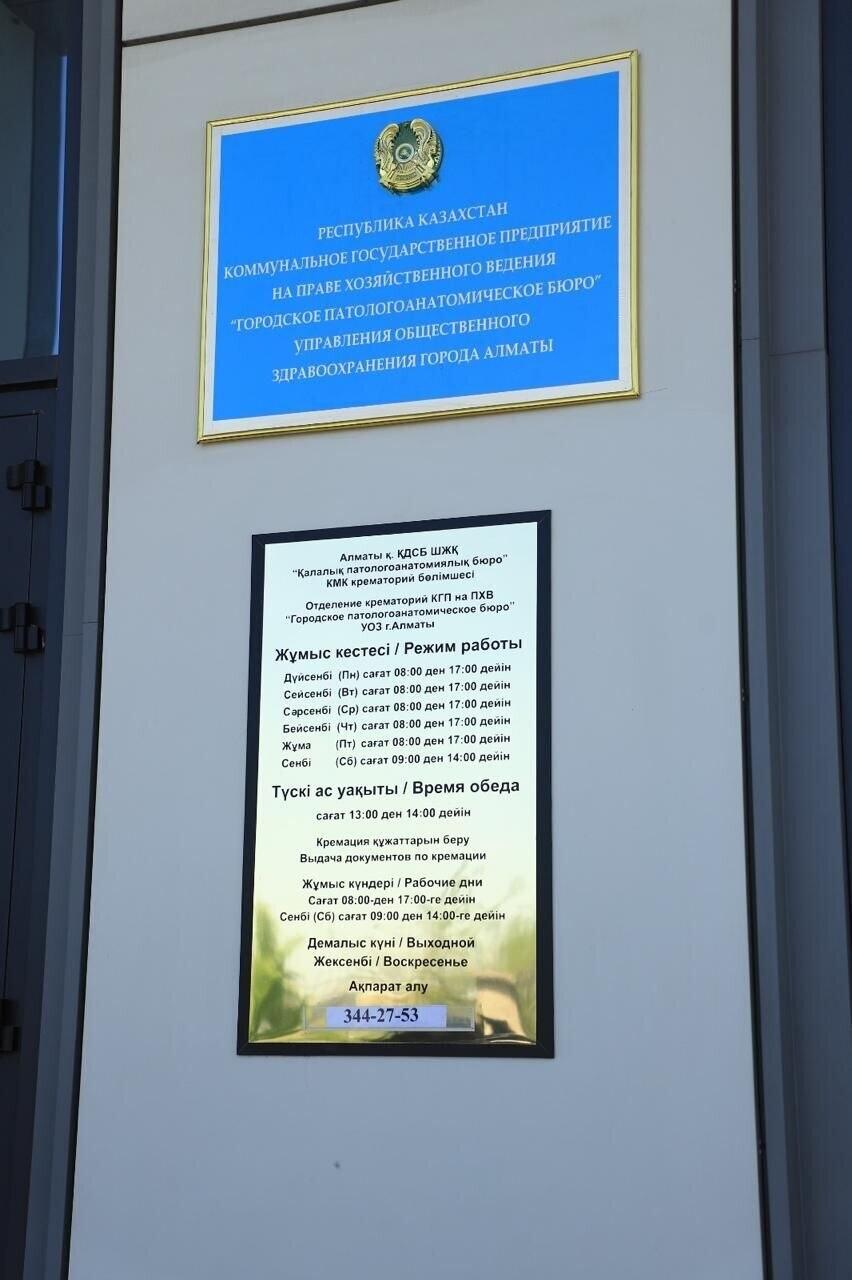 РЕСПУБЛИКА КАЗАХСТАН
КОММУНАЛЬНОЕ ГОСУДАРСТВЕННОЕ ПРЕДПРИЯТИЕ
НА ПРАВЕ ХОЗЯЙСТВЕННОГО ВЕДЕНИЯ
"ГОРОДСКОЕ ПАТОЛОГОАНАТОМИЧЕСКОЕ БЮРО"
УПРАВЛЕНИЯ ОБЩЕСТВЕННОГО
ЗДРАВООХРАНЕНИЯ ГОРОДА АЛМАТЫ
Алматы қ. ҚДСБ ШЖҚ
"Қалалық патологоанатомиялық бюро"
КМК крематорий бөлімшесі
Отделение крематорий КГП на ПХВ
"Городское патологоанатомическое бюро"
УОЗ г.Алматы
Жұмыс кестесі / Режим работы
Дүйсенбі (Пн) сағат 08:00 ден 17:00 дейін
Сейсенбі (Вт) сағат 08:00 ден 17:00 дейін
Сәрсенбі (Ср) сағат 08:00 ден 17:00 дейін
Бейсенбі (Чт) сағат 08:00 ден 17:00 дейін
Жұма (Пт) сағат 08:00 ден 17:00 дейін
Сенбі (Сб) сағат 09:00 ден 14:00 дейін
Түскі ас уақыты / Время обеда
сағат 13:00 ден 14:00 дейін
Кремация құжаттарын беру
Выдача документов по кремации
Жұмыс күндері / Рабочие дни
Сағат 08:00-ден 17:00-ге дейін
Сенбі (Сб) сағат 09:00 ден 14:00-ге дейін
Демалыс күні / Выходной
Жексенбі / Воскресенье
Ақпарат алу
344-27-53